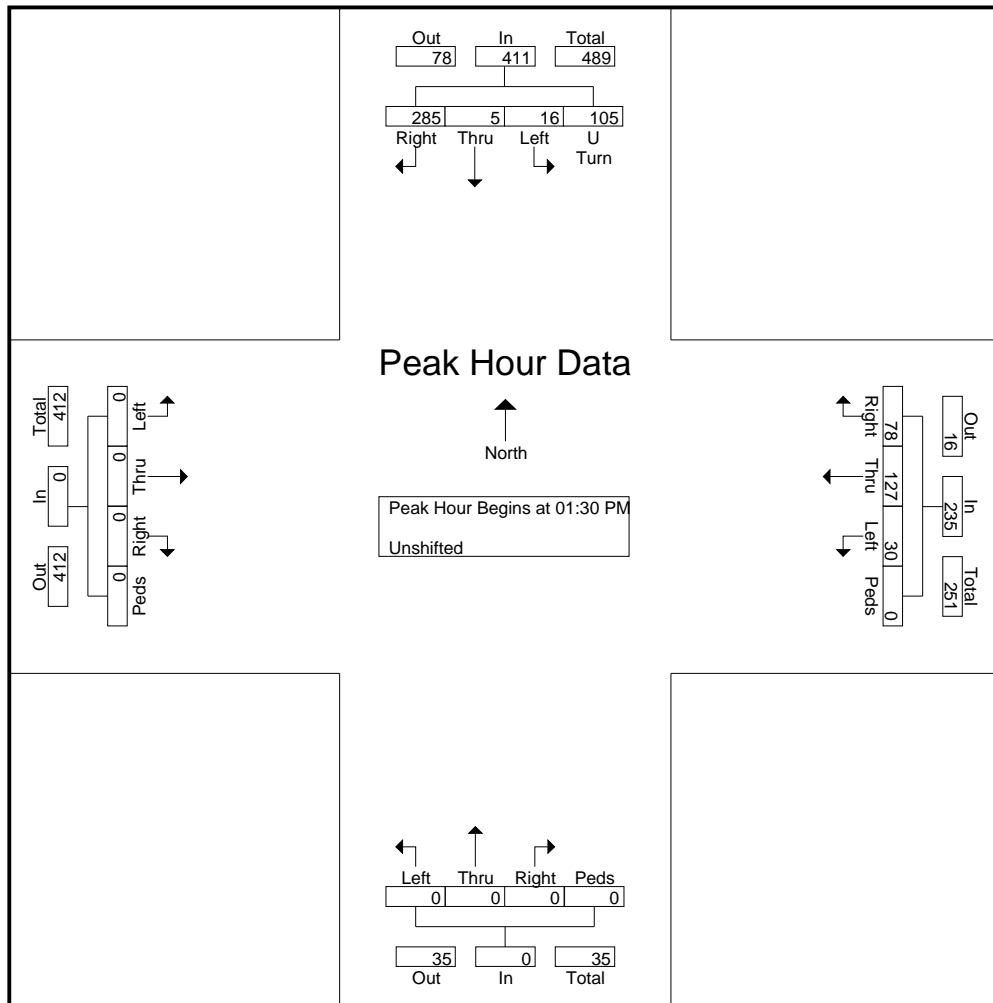 Out In Total
78 411 489
285 5 16 105
Right Thru Left U
Turn
Peak Hour Data
North
Peak Hour Begins at 01:30 PM
Unshifted
Total In Out
412 0 412
0 0 0 0
Left Thru Right Peds
Right Thru Left Peds
78 127 30 0
Out In Total
16 235 251
Left Thru Right Peds
0 0 0 0
35 0 35
Out In Total